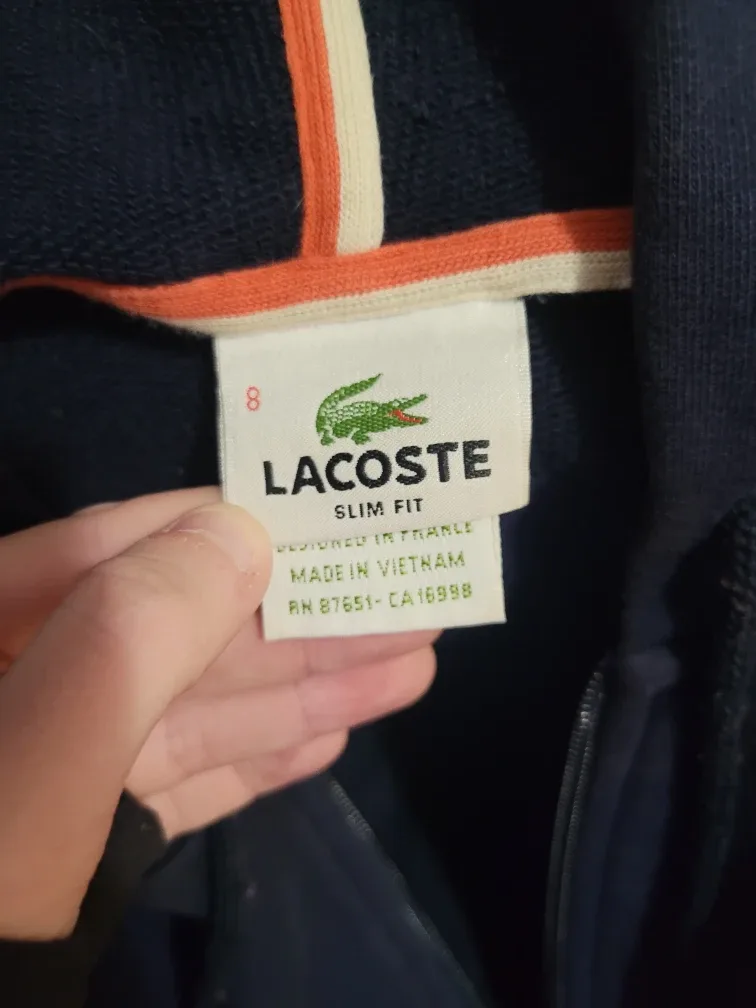 8
LACOSTE
SLIM FIT
DESIGNED IN FRANCE
MADE IN VIETNAM
RN 87651- CA16998